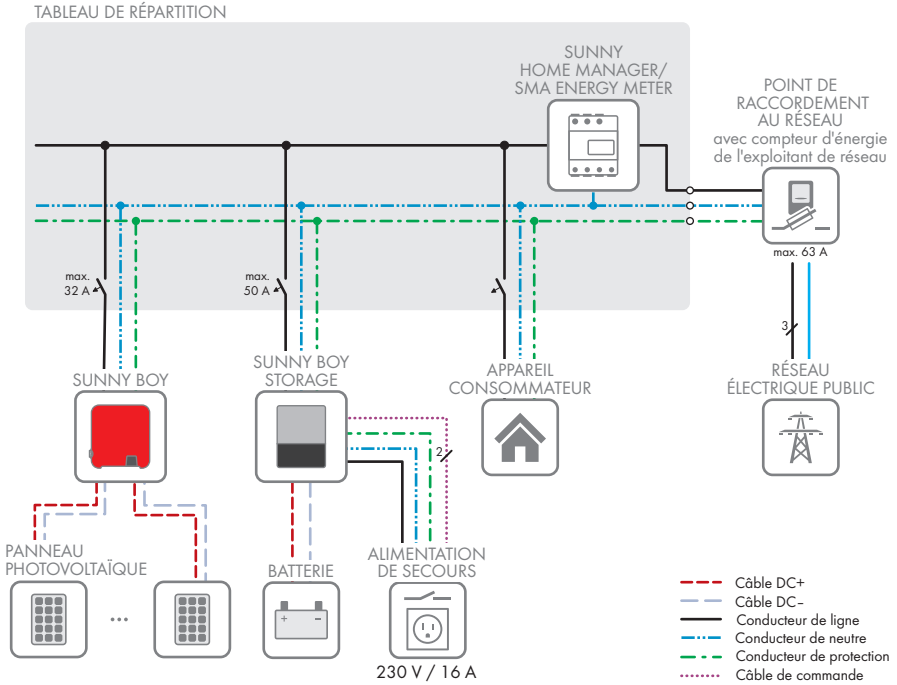 TABLEAU DE RÉPARTITION
SUNNY
HOME MANAGER/
SMA ENERGY METER
POINT DE
RACCORDEMENT
AU RÉSEAU
avec compteur d'énergie
de l'exploitant de réseau
max. 63 A
max.
32 A
max.
50 A
3
SUNNY BOY
SUNNY BOY
STORAGE
APPAREIL
CONSOMMATEUR
RÉSEAU
ÉLECTRIQUE PUBLIC
2
PANNEAU
PHOTOVOLTAÏQUE
...
BATTERIE
+ −
ALIMENTATION
DE SECOURS
230 V / 16 A
Câble DC+
Câble DC−
Conducteur de ligne
Conducteur de neutre
Conducteur de protection
Câble de commande